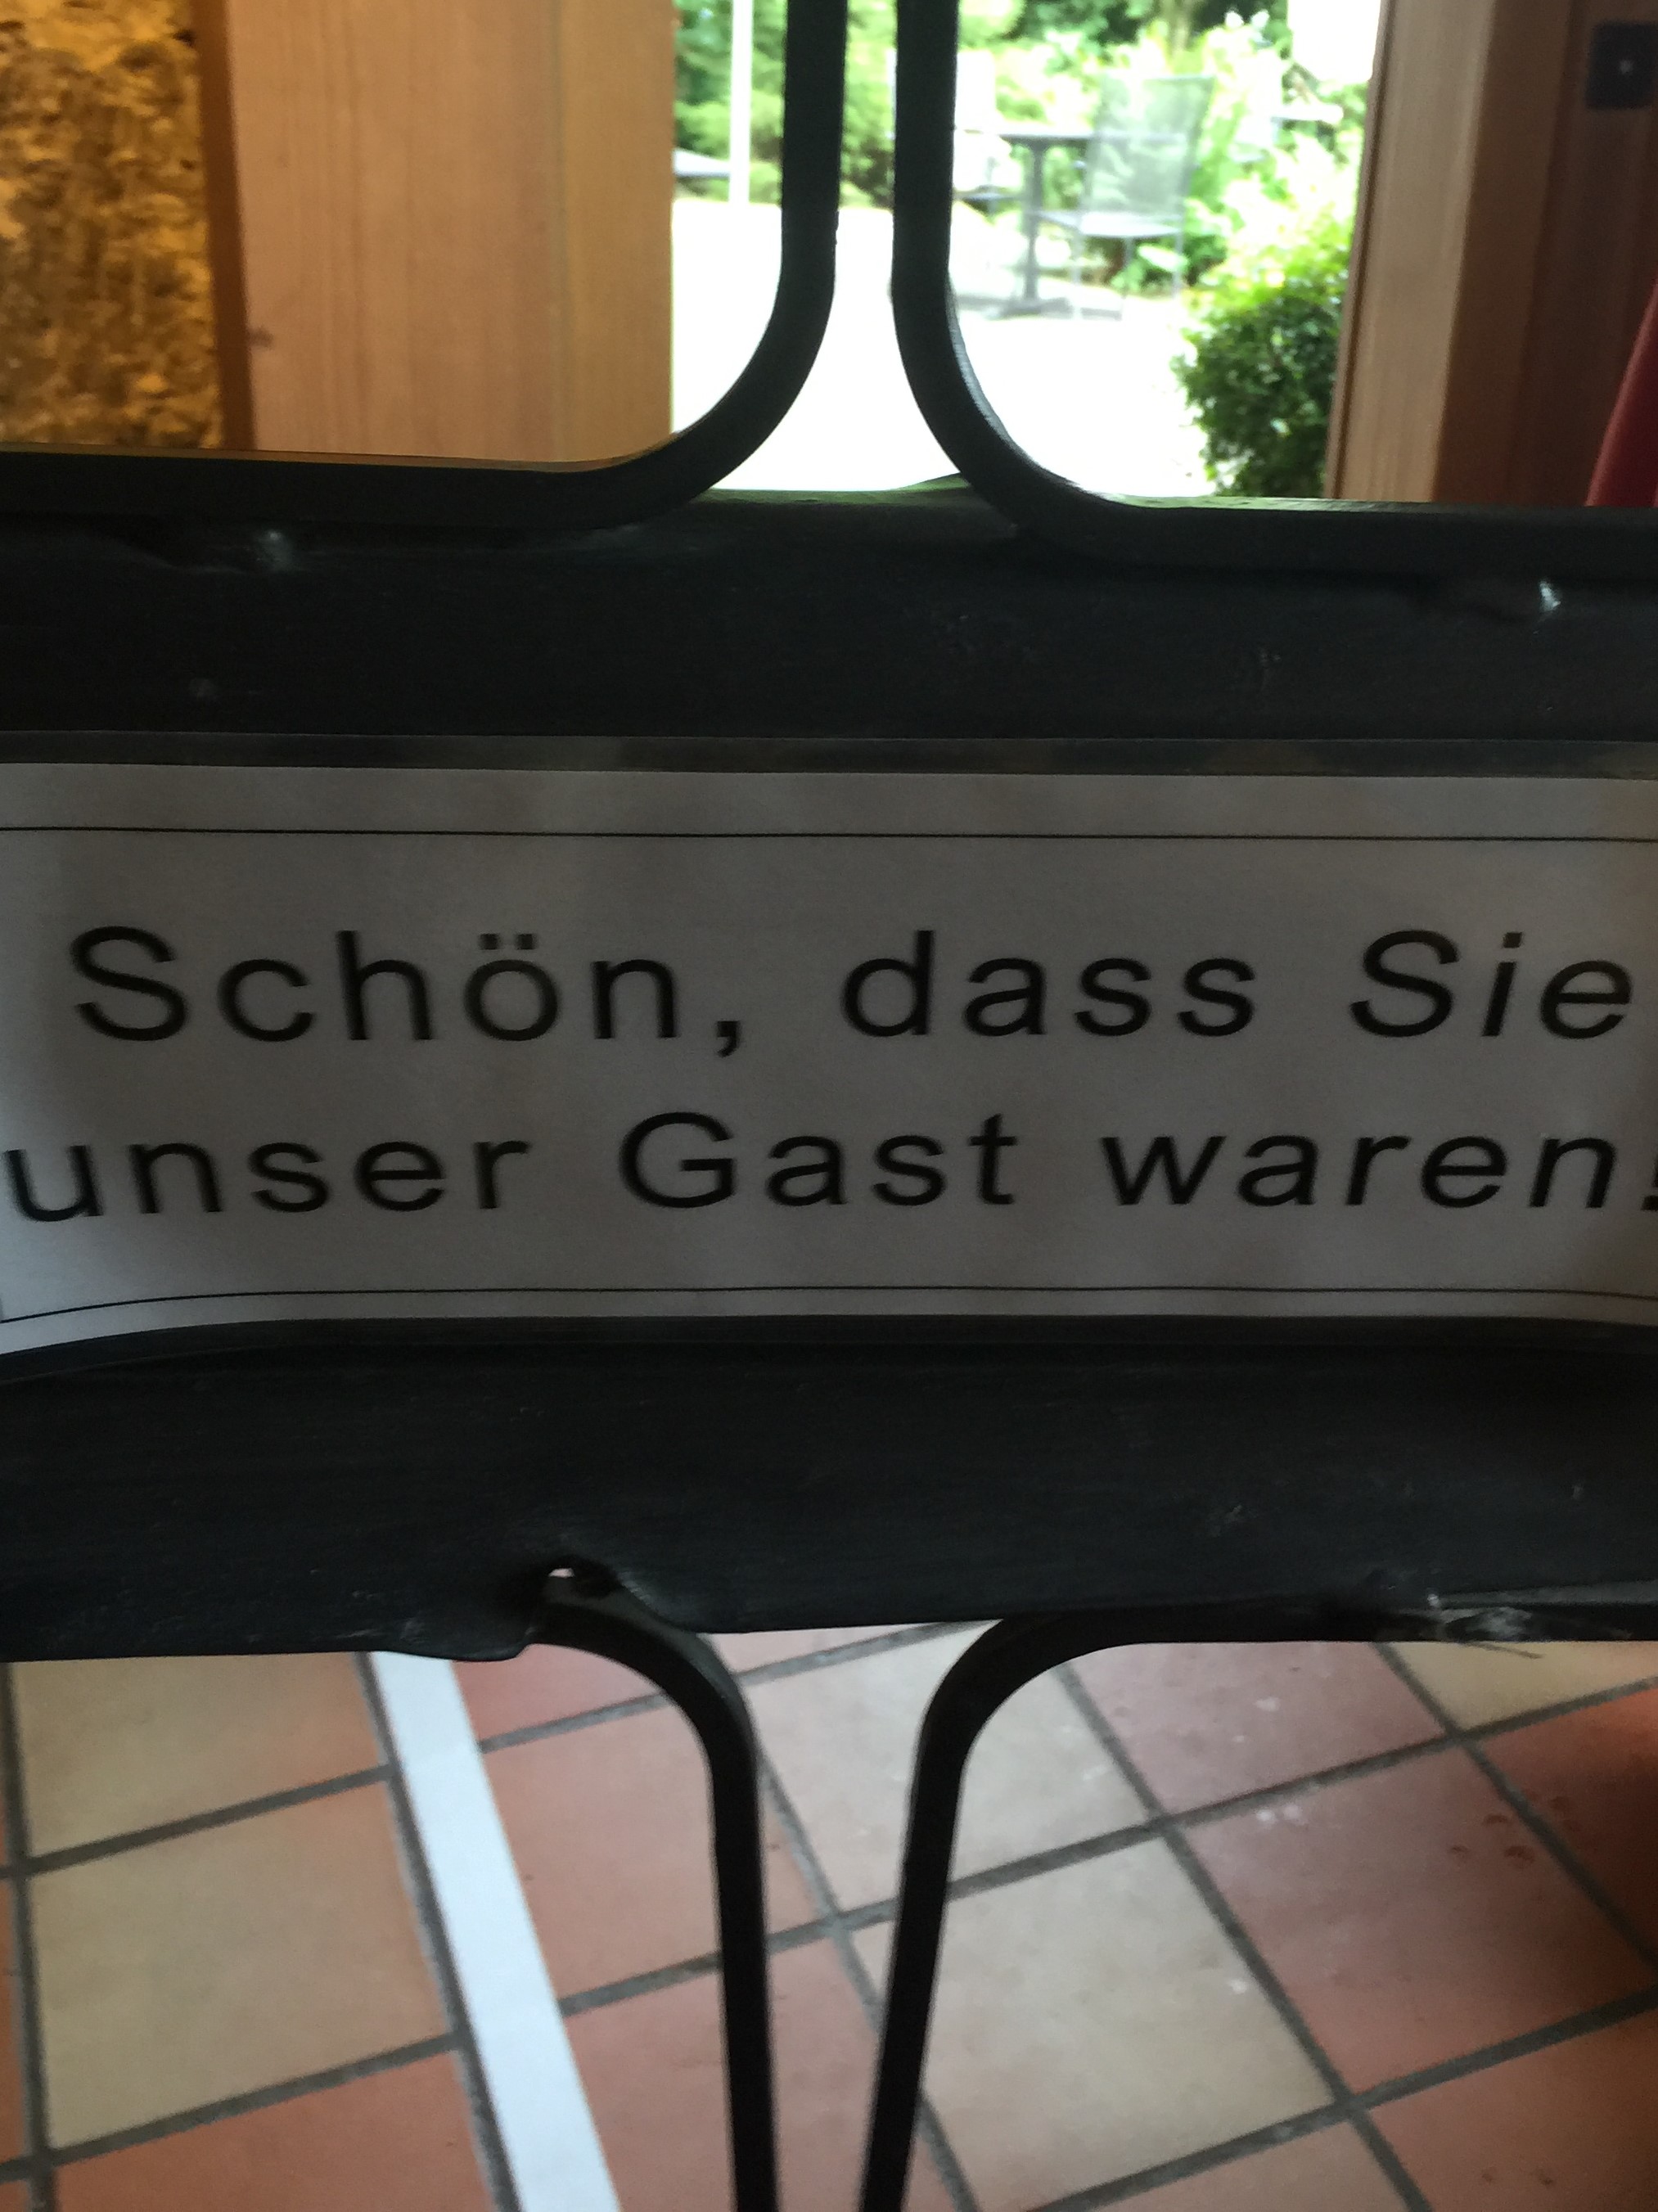 Schön, dass Sie
unser Gast waren!